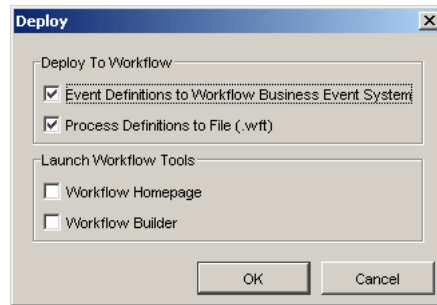 Deploy
Deploy To Workflow
Event Definitions to Workflow Business Event System
Process Definitions to File (.wft)
Launch Workflow Tools
Workflow Homepage
Workflow Builder
OK
Cancel